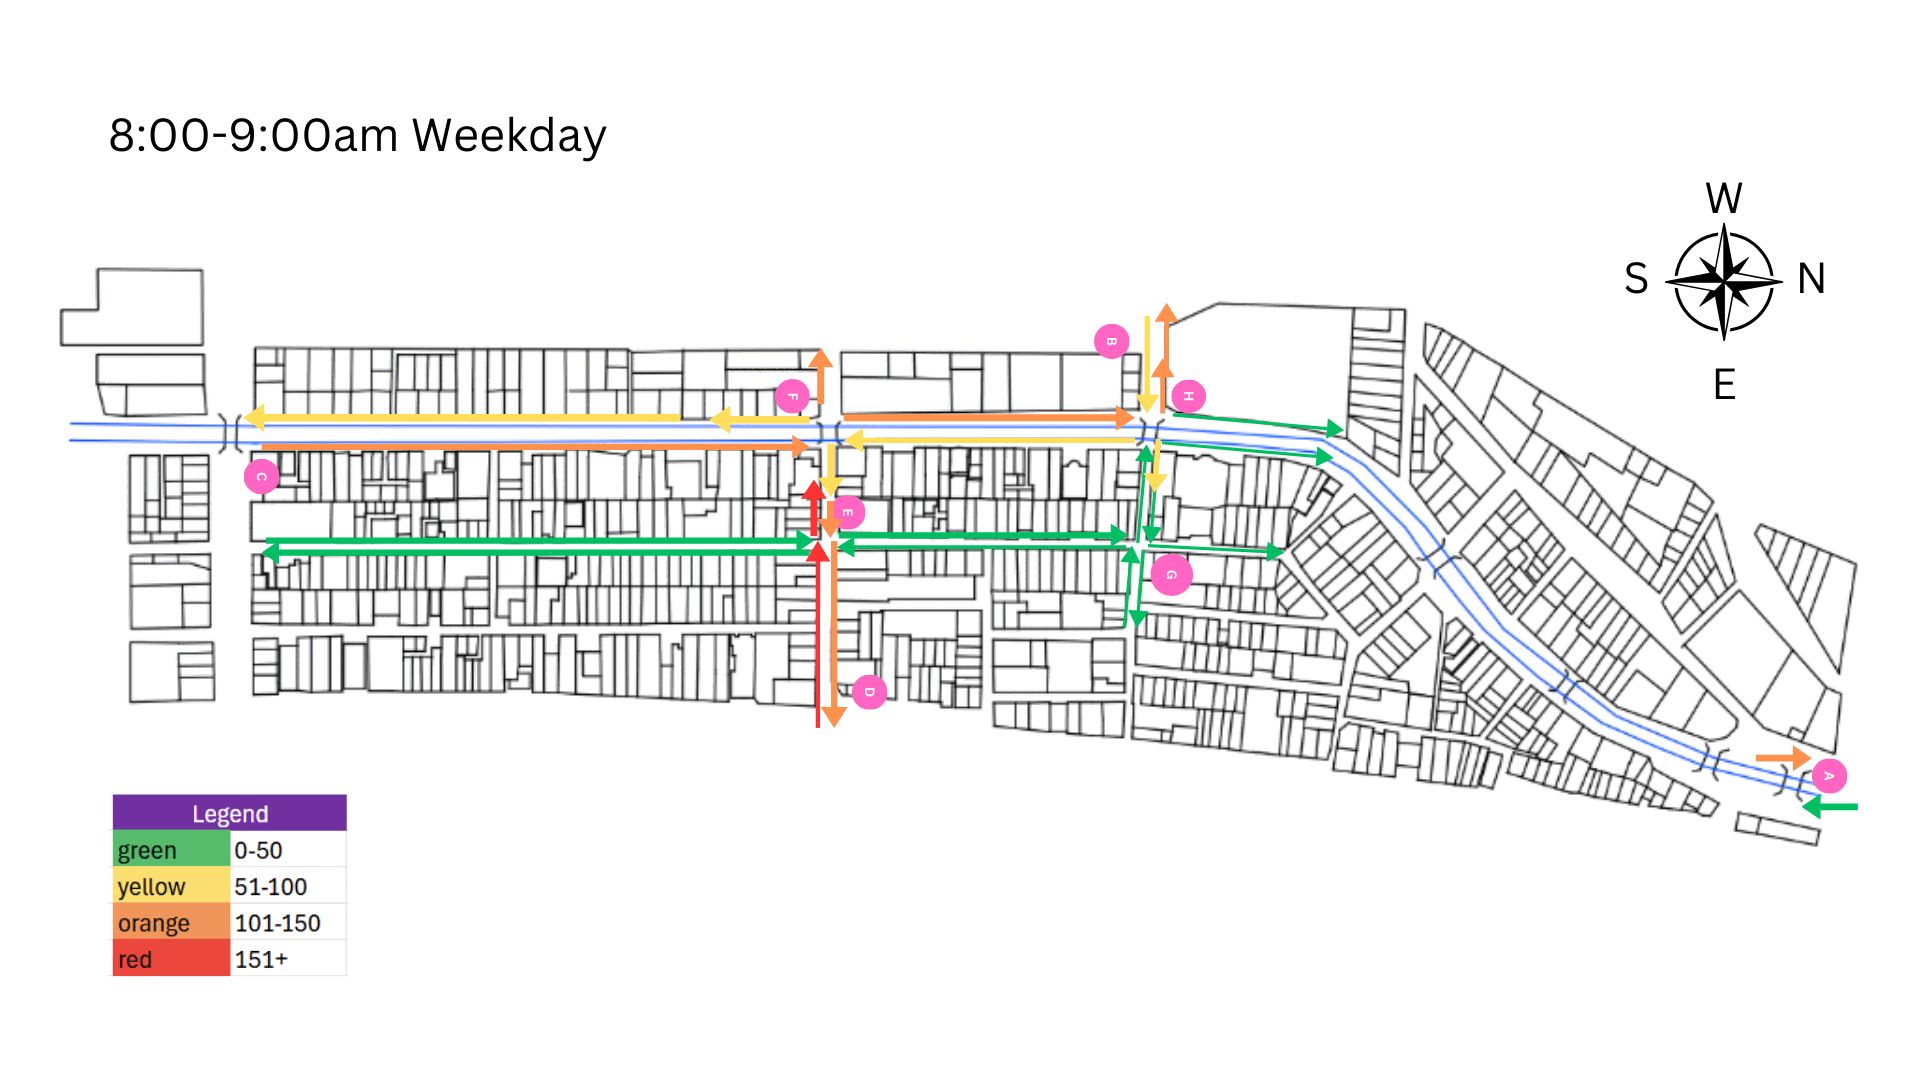 8:00-9:00am Weekday
W
S N
E
B
H
F
C
E
G
D
A
Legend
green 0-50
yellow 51-100
orange 101-150
red 151+